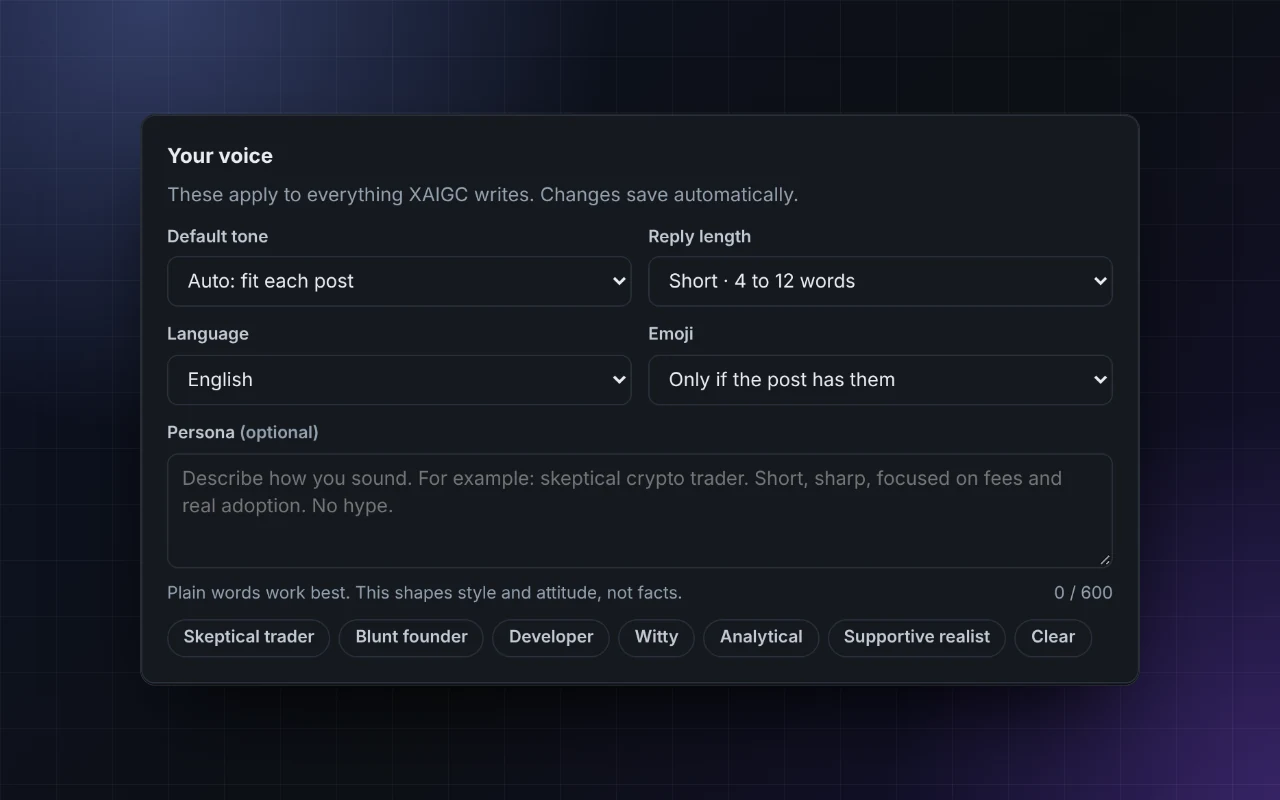 Your voice
These apply to everything XAIGC writes. Changes save automatically.
Default tone
Reply length
Auto: fit each post
Short · 4 to 12 words
Language
Emoji
English
Only if the post has them
Persona (optional)
Describe how you sound. For example: skeptical crypto trader. Short, sharp, focused on fees and
real adoption. No hype.
Plain words work best. This shapes style and attitude, not facts.
0 / 600
Skeptical trader
Blunt founder
Developer
Witty
Analytical
Supportive realist
Clear